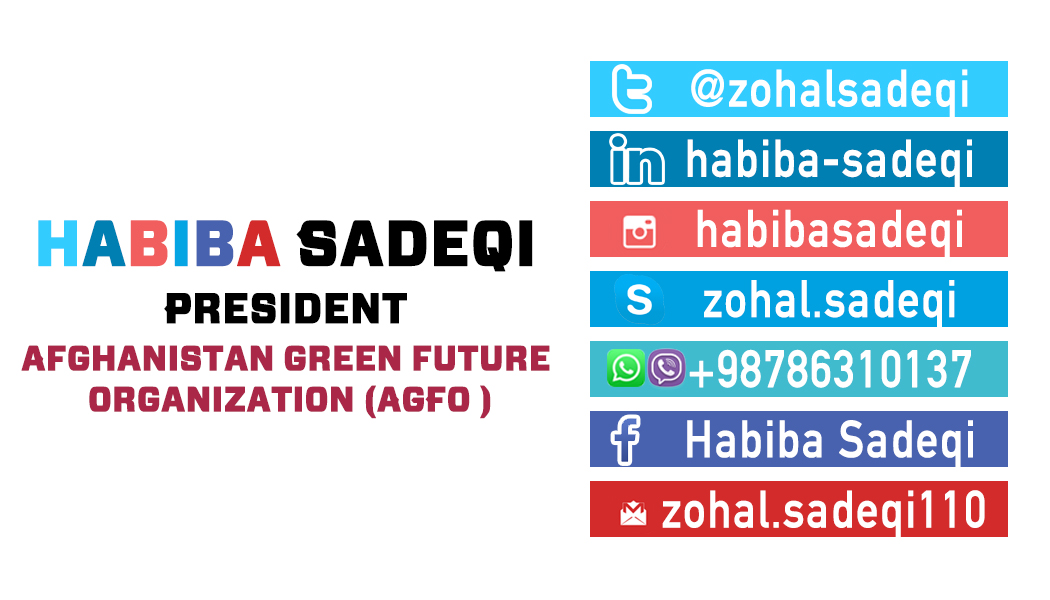 HABIBA SADEQI
PRESIDENT
AFGHANISTAN GREEN FUTURE
ORGANIZATION (AGFO )
@zohalsadeqi
in habiba-sadeqi
habibasadeqi
S zohal.sadeqi
+98786310137
f Habiba Sadeqi
zohal.sadeqi110